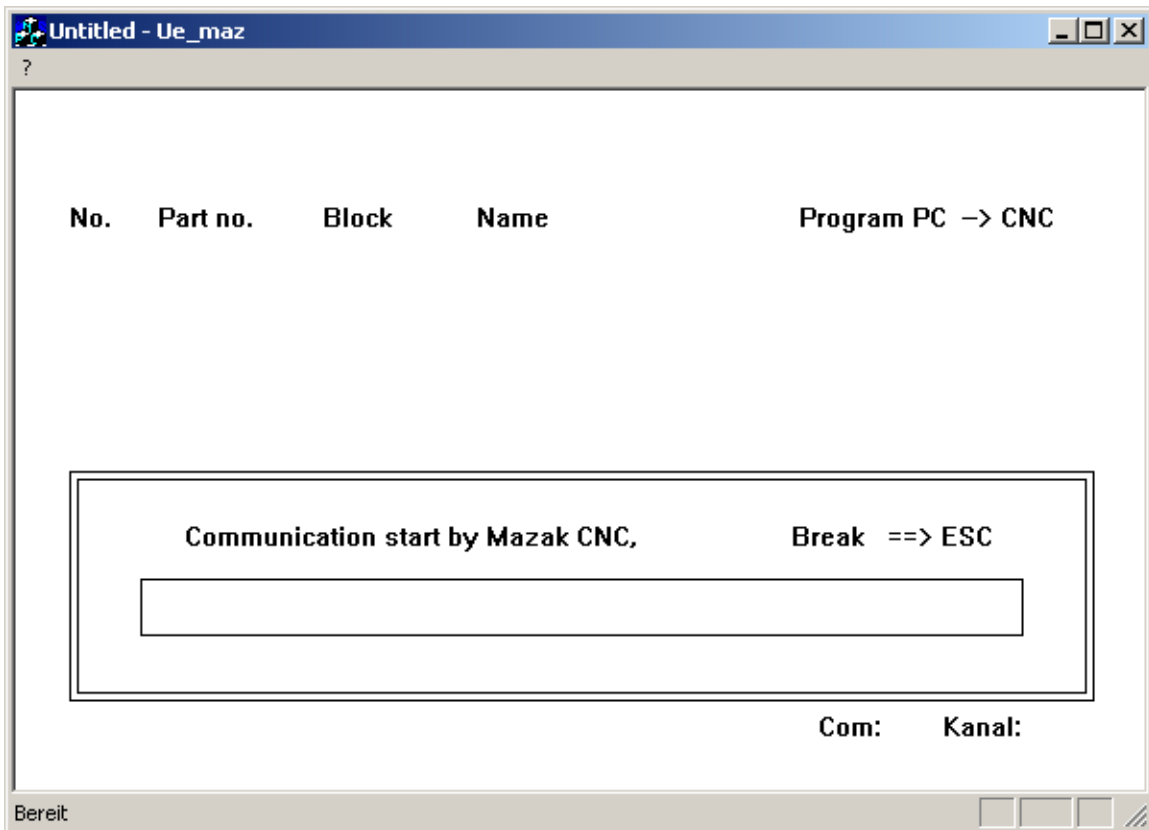 Untitled - Ue_maz
?
No. Part no. Block Name Program PC –> CNC
Communication start by Mazak CNC, Break ==> ESC
Com: Kanal:
Bereit